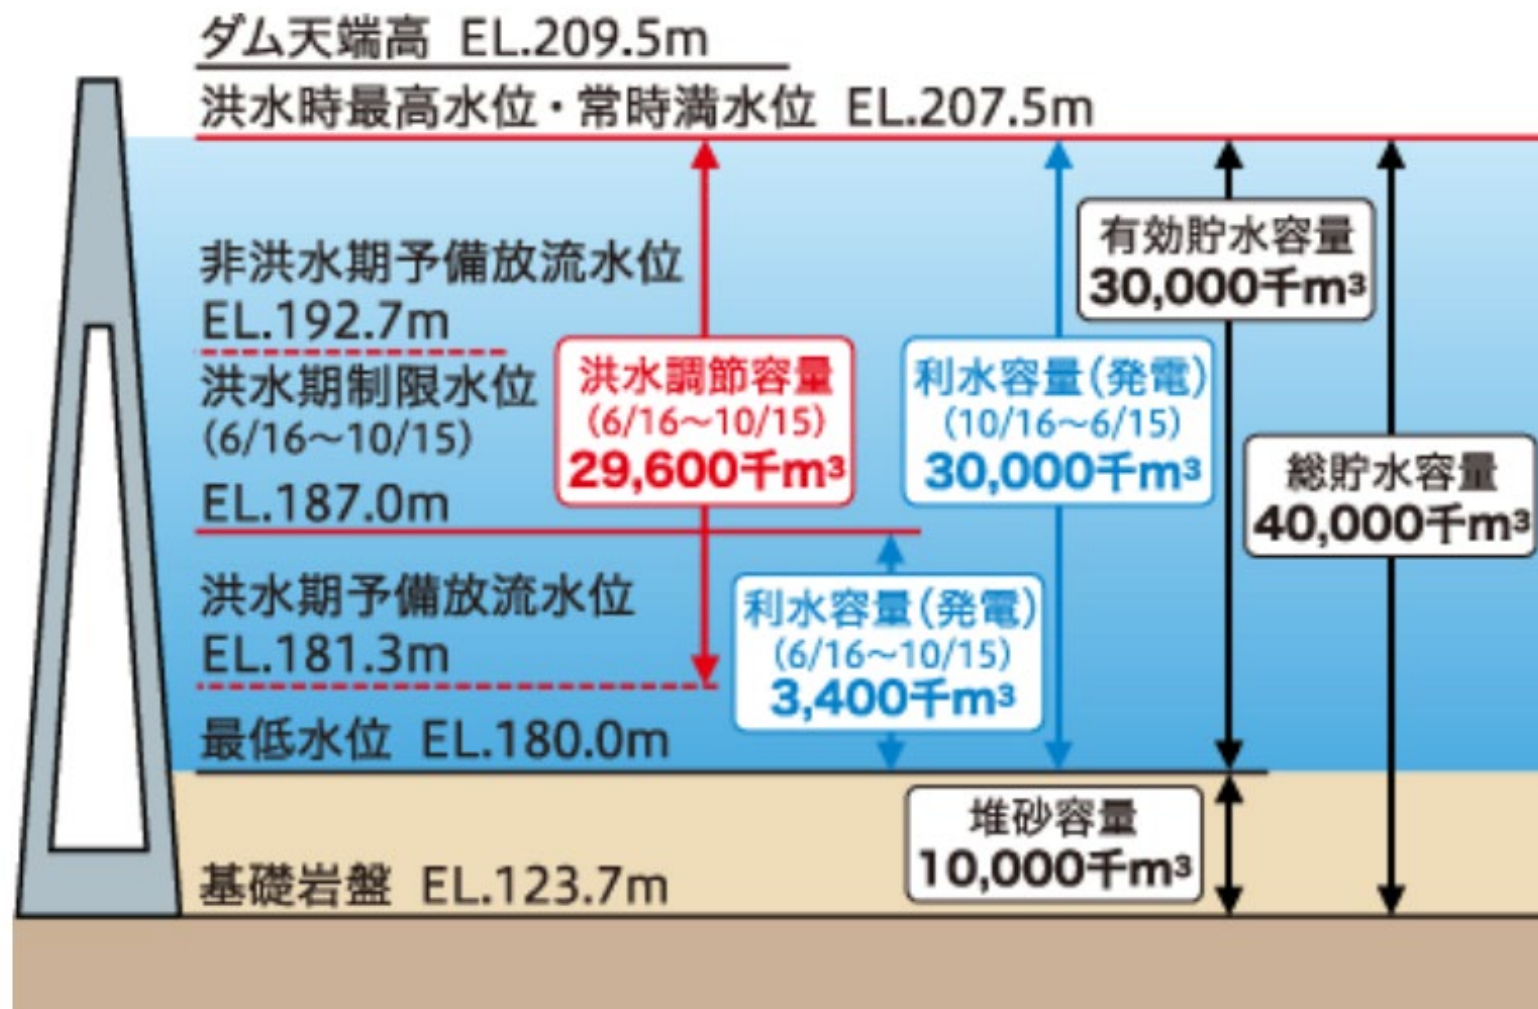 ダム天端高 EL.209.5m
洪水時最高水位・常時満水位 EL.207.5m
非洪水期予備放流水位
EL.192.7m
洪水期制限水位
(6/16～10/15)
EL.187.0m
洪水期予備放流水位
EL.181.3m
最低水位 EL.180.0m
基礎岩盤 EL.123.7m
洪水調節容量
(6/16～10/15)
29,600千m³
利水容量(発電)
(10/16～6/15)
30,000千m³
利水容量(発電)
(6/16～10/15)
3,400千m³
有効貯水容量
30,000千m³
総貯水容量
40,000千m³
堆砂容量
10,000千m³